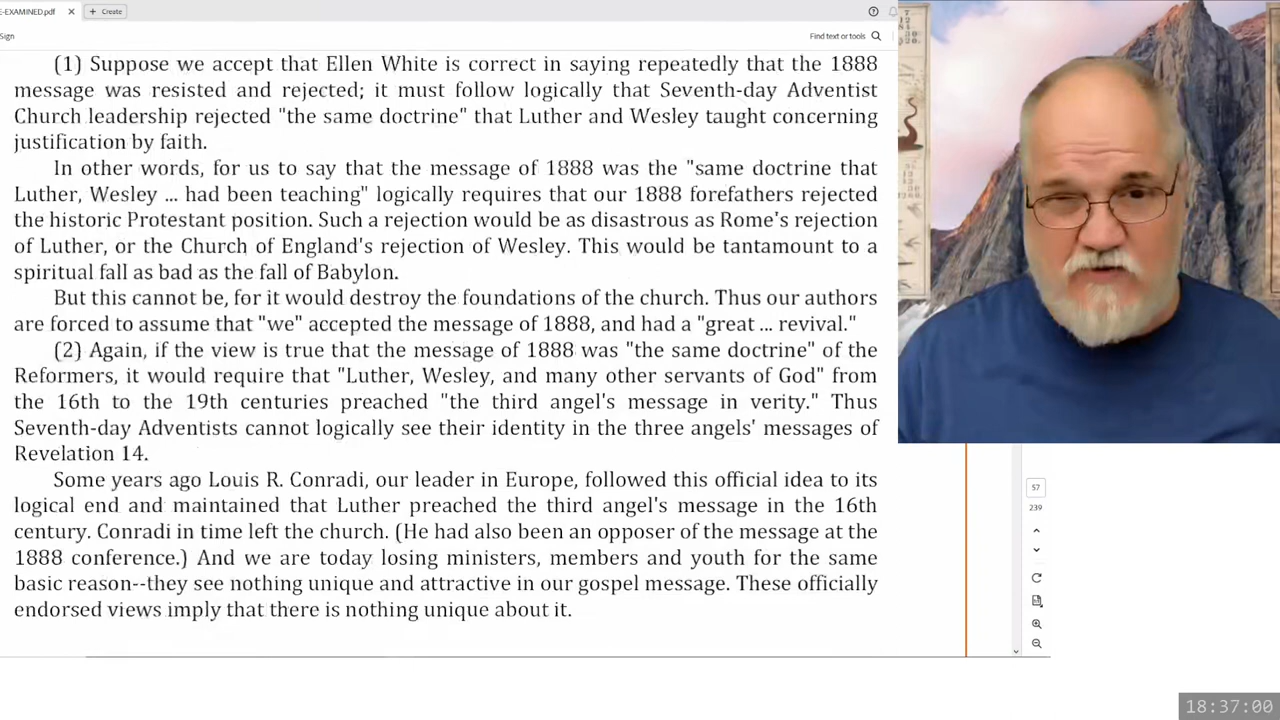 E-EXAMINED.pdf
Create
Sign
Find text or tools
(1) Suppose we accept that Ellen White is correct in saying repeatedly that the 1888
message was resisted and rejected; it must follow logically that Seventh-day Adventist
Church leadership rejected "the same doctrine" that Luther and Wesley taught concerning
justification by faith.
In other words, for us to say that the message of 1888 was the "same doctrine that
Luther, Wesley ... had been teaching" logically requires that our 1888 forefathers rejected
the historic Protestant position. Such a rejection would be as disastrous as Rome's rejection
of Luther, or the Church of England's rejection of Wesley. This would be tantamount to a
spiritual fall as bad as the fall of Babylon.
But this cannot be, for it would destroy the foundations of the church. Thus our authors
are forced to assume that "we" accepted the message of 1888, and had a "great ... revival."
(2) Again, if the view is true that the message of 1888 was "the same doctrine" of the
Reformers, it would require that "Luther, Wesley, and many other servants of God" from
the 16th to the 19th centuries preached "the third angel's message in verity." Thus
Seventh-day Adventists cannot logically see their identity in the three angels' messages of
Revelation 14.
Some years ago Louis R. Conradi, our leader in Europe, followed this official idea to its
logical end and maintained that Luther preached the third angel's message in the 16th
century. Conradi in time left the church. (He had also been an opposer of the message at the
1888 conference.) And we are today losing ministers, members and youth for the same
basic reason--they see nothing unique and attractive in our gospel message. These officially
endorsed views imply that there is nothing unique about it.
57
239
18:37:00